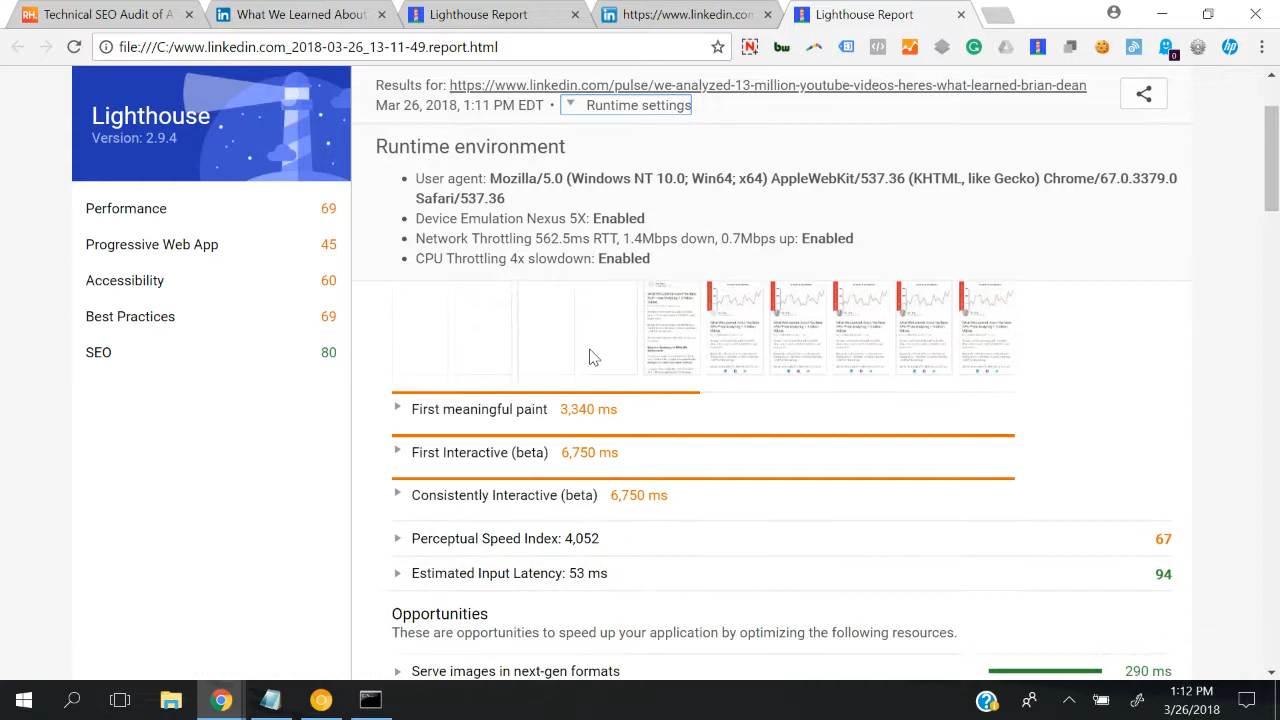 RH. Technical SEO Audit of A
What We Learned About
Lighthouse Report
https://www.linkedin.com/
Lighthouse Report
file:///C:/www.linkedin.com_2018-03-26_13-11-49.report.html
Lighthouse
Version: 2.9.4
Performance 69
Progressive Web App 45
Accessibility 60
Best Practices 69
SEO 80
Results for: https://www.linkedin.com/pulse/we-analyzed-13-million-youtube-videos-heres-what-learned-brian-dean
Mar 26, 2018, 1:11 PM EDT • Runtime settings
Runtime environment
User agent: Mozilla/5.0 (Windows NT 10.0; Win64; x64) AppleWebKit/537.36 (KHTML, like Gecko) Chrome/67.0.3379.0
Safari/537.36
Device Emulation Nexus 5X: Enabled
Network Throttling 562.5ms RTT, 1.4Mbps down, 0.7Mbps up: Enabled
CPU Throttling 4x slowdown: Enabled
First meaningful paint 3,340 ms
First Interactive (beta) 6,750 ms
Consistently Interactive (beta) 6,750 ms
Perceptual Speed Index: 4,052 67
Estimated Input Latency: 53 ms 94
Opportunities
These are opportunities to speed up your application by optimizing the following resources.
Serve images in next-gen formats 290 ms
1:12 PM
3/26/2018